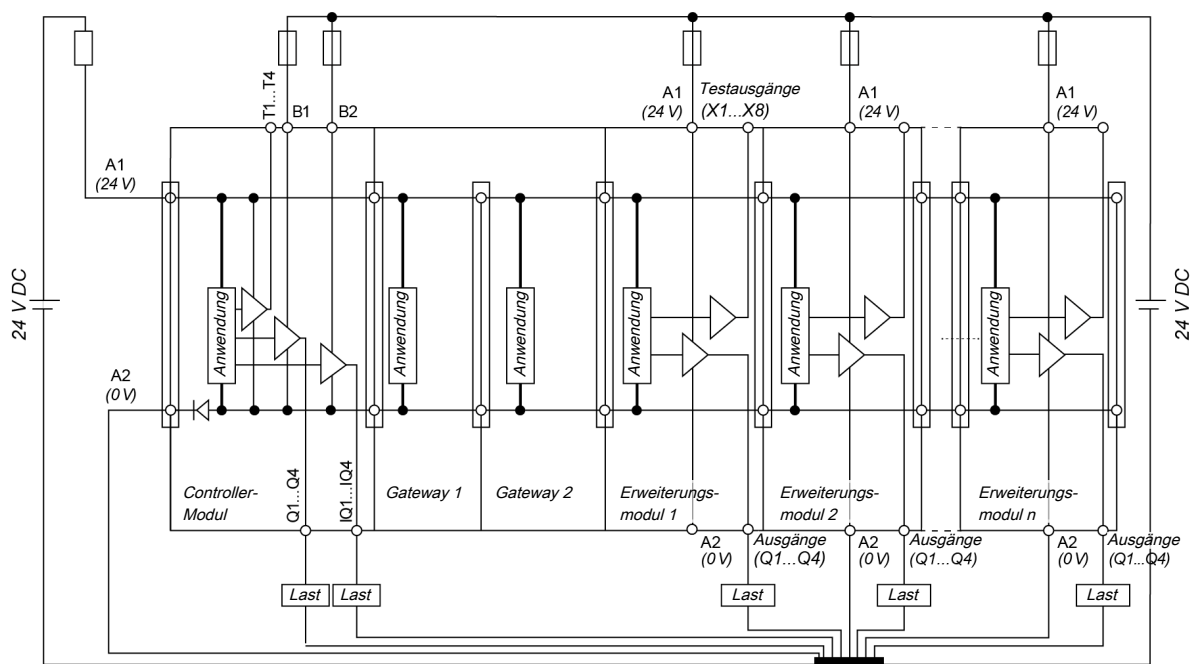 T1...T4
B1
B2
A1
(24 V)
Testausgänge
(X1...X8)
A1
(24 V)
A1
(24 V)
A1
(24 V)
24 V DC
Anwendung
Anwendung
Anwendung
Anwendung
Anwendung
Anwendung
24 V DC
A2
(0 V)
Controller-
Modul
Q1...Q4
IQ1...IQ4
Gateway 1
Gateway 2
Erweiterungs-
modul 1
Erweiterungs-
modul 2
Erweiterungs-
modul n
A2
(0 V)
Ausgänge
(Q1...Q4)
A2
(0 V)
Ausgänge
(Q1...Q4)
A2
(0 V)
Ausgänge
(Q1...Q4)
Last
Last
Last
Last
Last